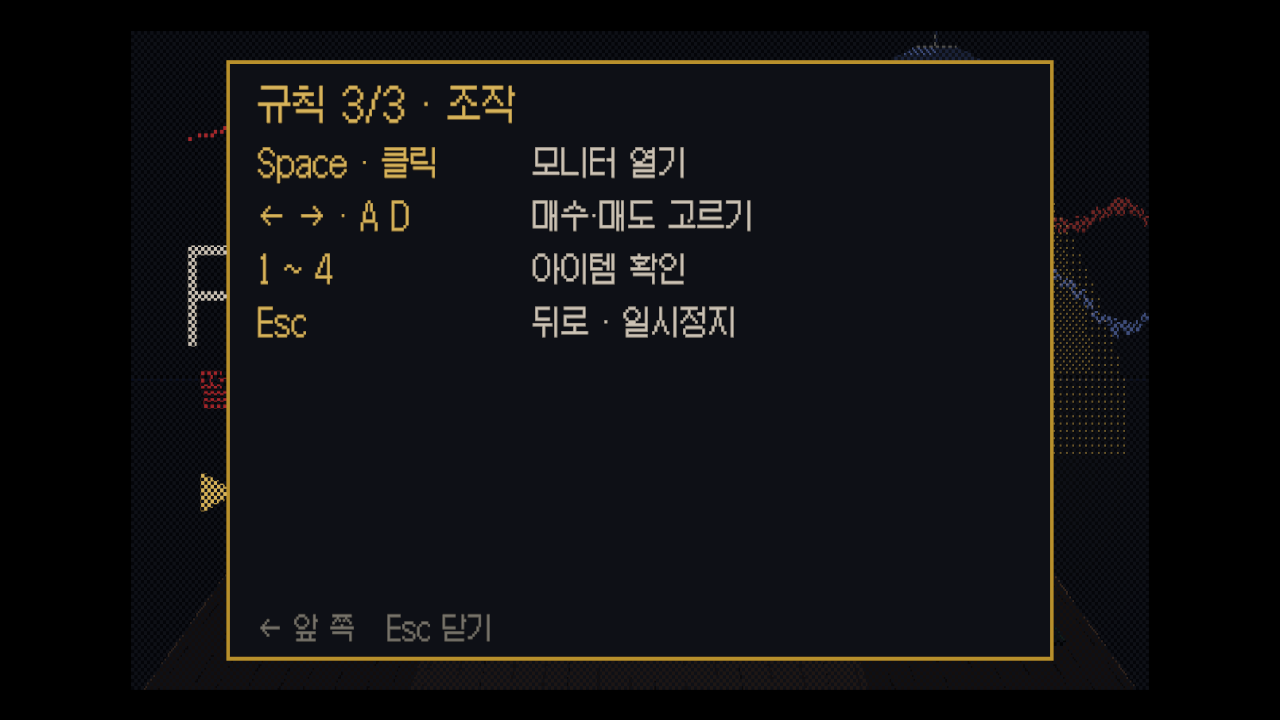 규칙 3/3 · 조작
Space · 클릭 모니터 열기
← → · A D 매수·매도 고르기
1 ~ 4 아이템 확인
Esc 뒤로 · 일시정지
← 앞 쪽 Esc 닫기